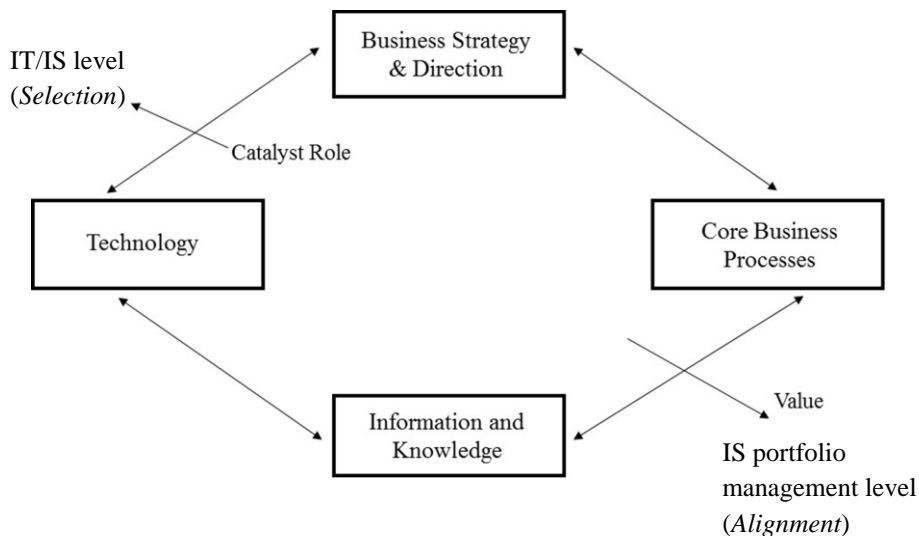 Business Strategy
& Direction
IT/IS level
(Selection)
Catalyst Role
Technology
Core Business
Processes
Information and
Knowledge
Value
IS portfolio
management level
(Alignment)